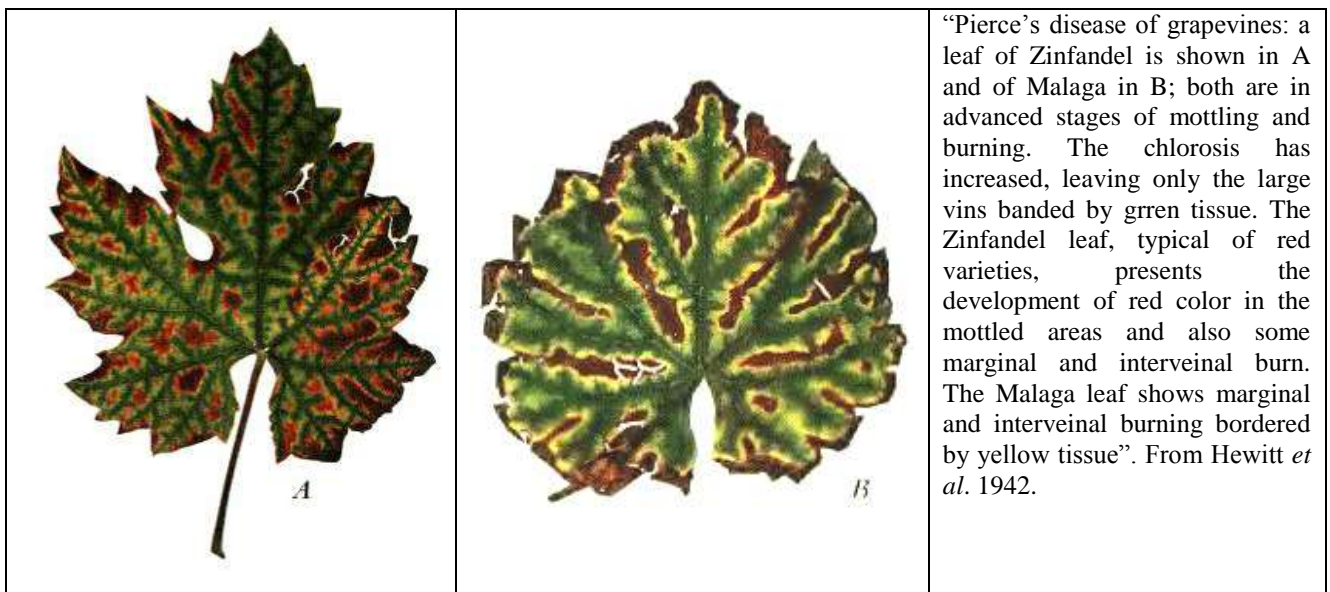 A
B
“Pierce’s disease of grapevines: a
leaf of Zinfandel is shown in A
and of Malaga in B; both are in
advanced stages of mottling and
burning. The chlorosis has
increased, leaving only the large
vins banded by grren tissue. The
Zinfandel leaf, typical of red
varieties, presents the
development of red color in the
mottled areas and also some
marginal and interveinal burn.
The Malaga leaf shows marginal
and interveinal burning bordered
by yellow tissue”. From Hewitt et
al. 1942.